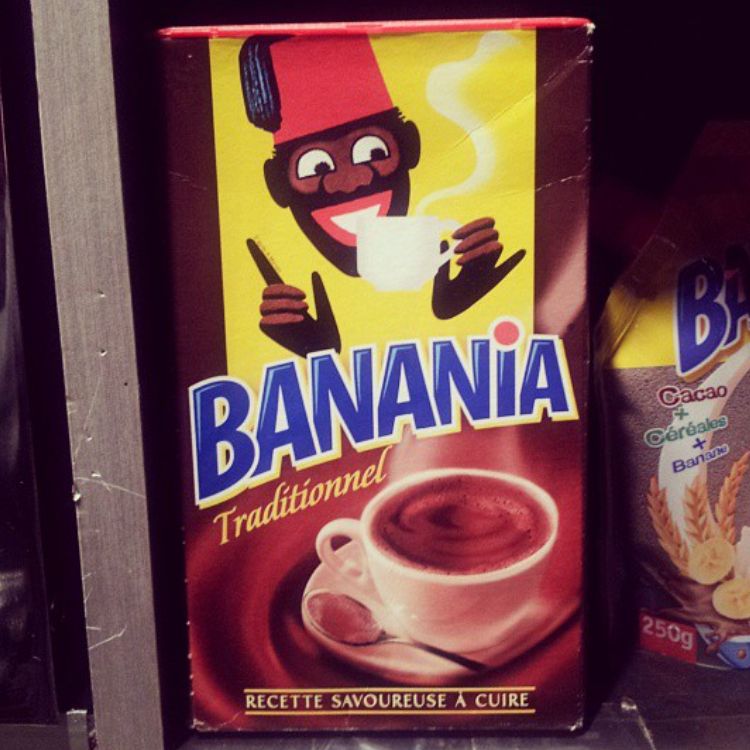 BANANiA
Traditionnel
RECETTE SAVOUREUSE À CUIRE
Cacao
+
Céréales
+
Banane
250g